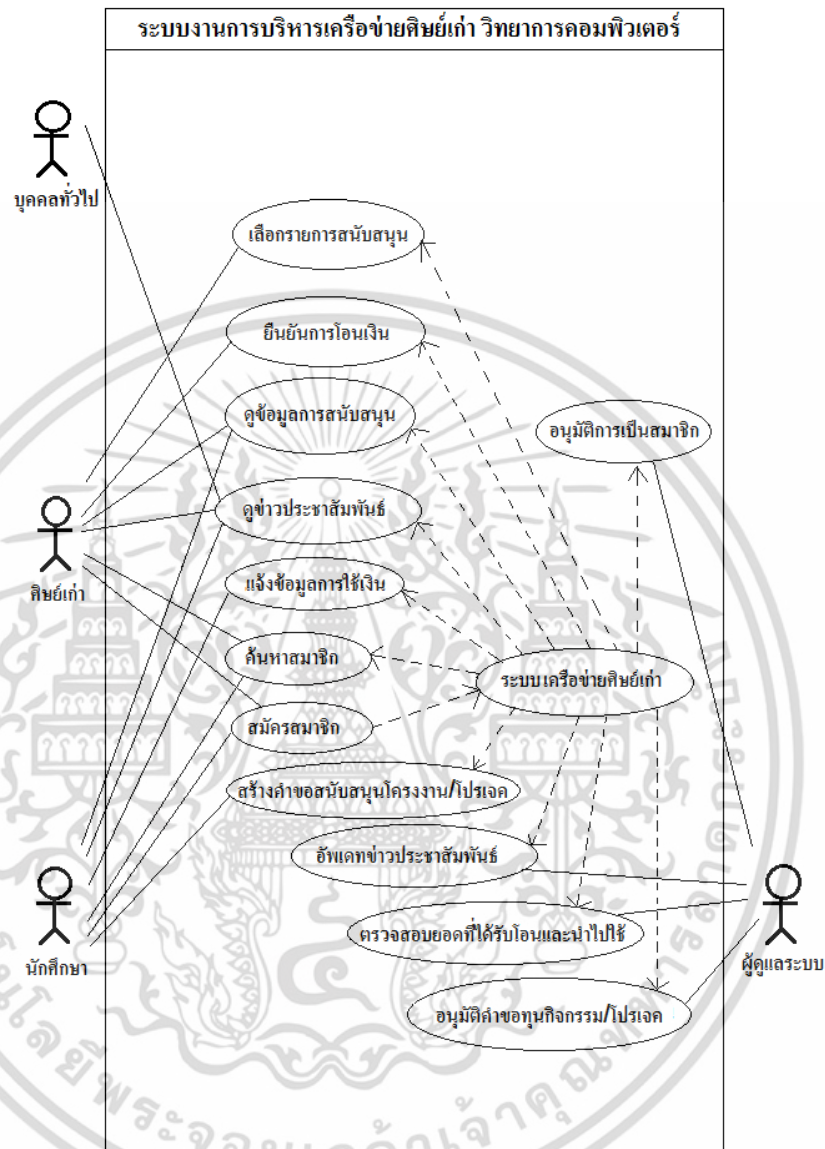 ระบบงานการบริหารเครือข่ายศิษย์เก่า วิทยาการคอมพิวเตอร์
บุคคลทั่วไป
เลือกรายการสนับสนุน
ยืนยันการโอนเงิน
ดูข้อมูลการสนับสนุน
อนุมัติการเป็นสมาชิก
ดูข่าวประชาสัมพันธ์
ศิษย์เก่า
แจ้งข้อมูลการใช้เงิน
ค้นหาสมาชิก
ระบบเครือข่ายศิษย์เก่า
สมัครสมาชิก
สร้างคำขอสนับสนุนโครงงาน/โปรเจค
อัพเดทข่าวประชาสัมพันธ์
ตรวจสอบยอดที่ได้รับโอนและนำไปใช้
นักศึกษา
ผู้ดูแลระบบ
อนุมัติคำขอทุนกิจกรรม/โปรเจค